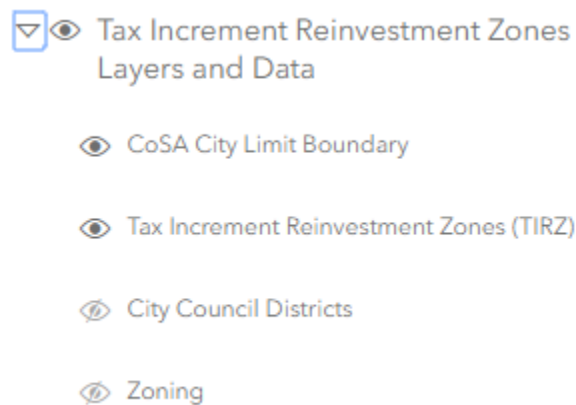 Tax Increment Reinvestment Zones
Layers and Data
CoSA City Limit Boundary
Tax Increment Reinvestment Zones (TIRZ)
City Council Districts
Zoning